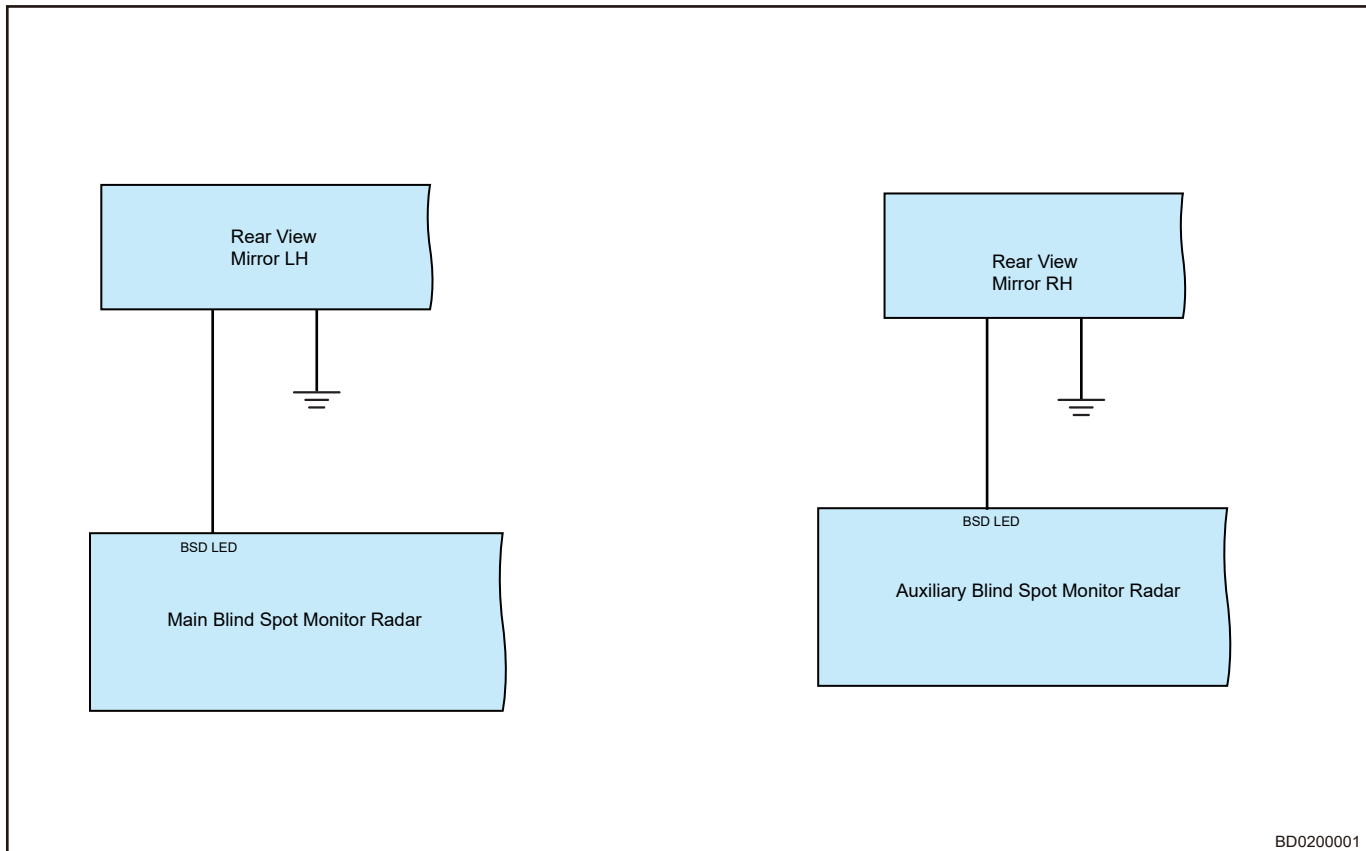 Rear View
Mirror LH
Rear View
Mirror RH
BSD LED
Main Blind Spot Monitor Radar
BSD LED
Auxiliary Blind Spot Monitor Radar
BD0200001